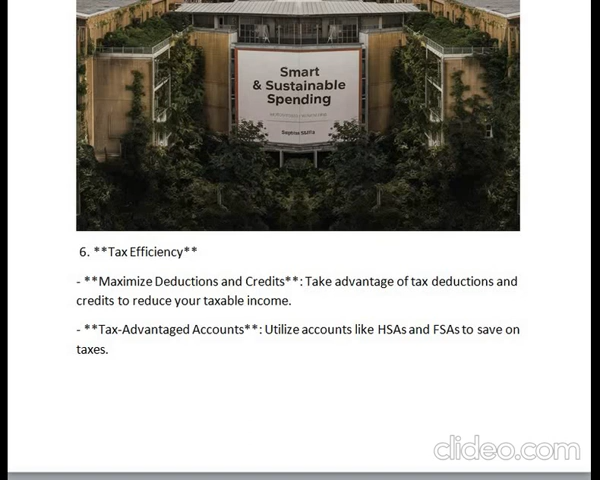 Smart
& Sustainable
Spending
6. **Tax Efficiency**
- **Maximize Deductions and Credits**: Take advantage of tax deductions and
credits to reduce your taxable income.
- **Tax-Advantaged Accounts**: Utilize accounts like HSAs and FSAs to save on
taxes.
clideo.com